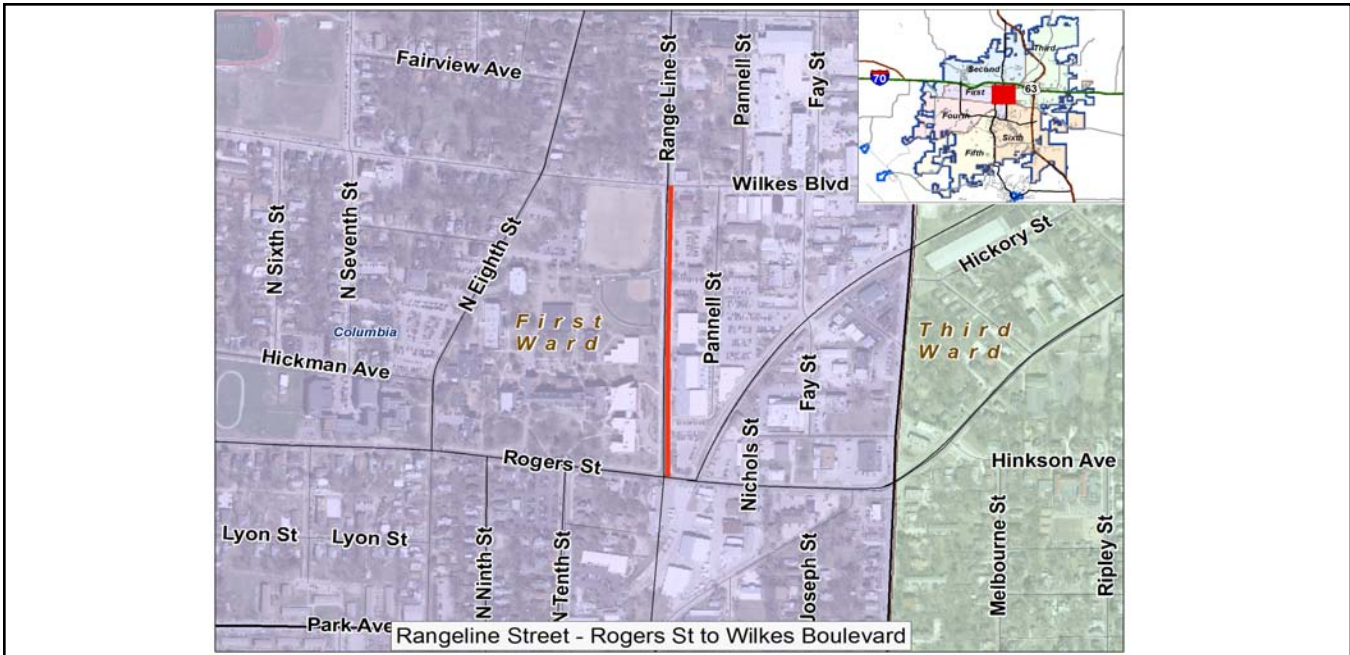 Fairview Ave
Range Line St
Pannell St
Fay St
70
63
Second
Third
First
Fourth
Sixth
Fifth
Wilkes Blvd
N Sixth St
N Seventh St
N Eighth St
Hickory St
Columbia
First
Ward
Pannell St
Third
Ward
Hickman Ave
Fay St
Rogers St
Nichols St
Hinkson Ave
Lyon St
Lyon St
N Ninth St
N Tenth St
Joseph St
Melbourne St
Ripley St
Park Ave
Rangeline Street - Rogers St to Wilkes Boulevard